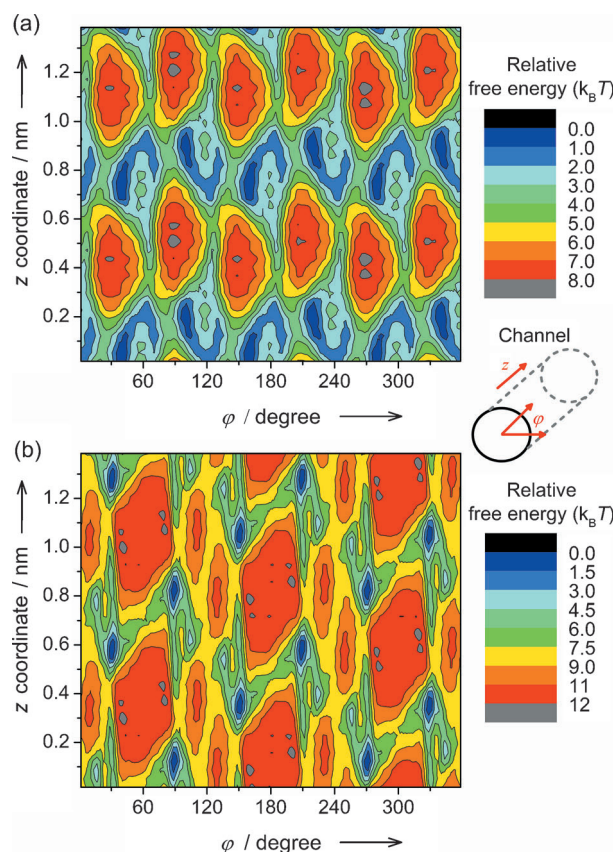 (a)
z coordinate / nm
1.2
1.0
0.8
0.6
0.4
0.2
60 120 180 240 300
φ / degree
Relative
free energy (kBT)
0.0
1.0
2.0
3.0
4.0
5.0
6.0
7.0
8.0
Channel
z
φ
(b)
z coordinate / nm
1.2
1.0
0.8
0.6
0.4
0.2
60 120 180 240 300
φ / degree
Relative
free energy (kBT)
0.0
1.5
3.0
4.5
6.0
7.5
9.0
11
12